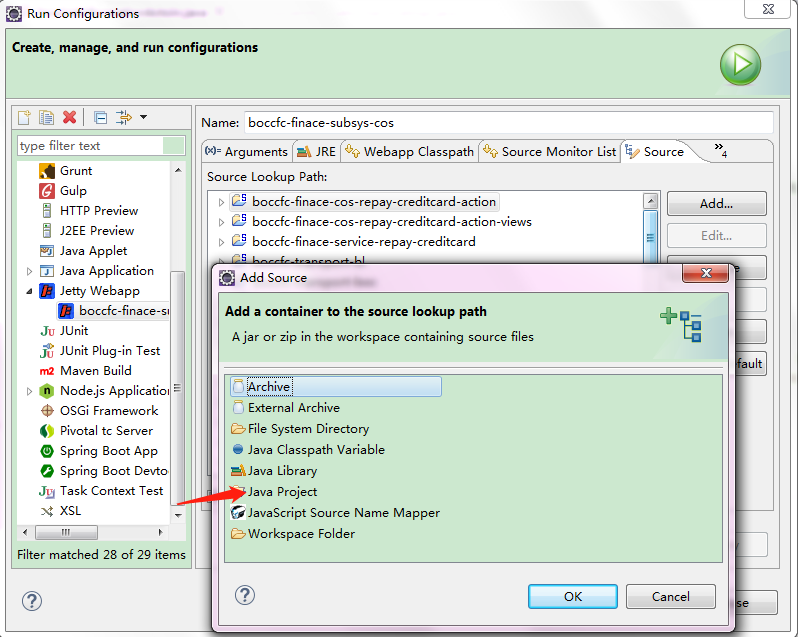 Run Configurations
Create, manage, and run configurations
type filter text
Grunt
Gulp
HTTP Preview
J2EE Preview
Java Applet
Java Application
Jetty Webapp
boccfc-finace-su
JUnit
JUnit Plug-in Test
Maven Build
Node.js Application
OSGi Framework
Pivotal tc Server
Spring Boot App
Spring Boot Devto
Task Context Test
XSL
Filter matched 28 of 29 items
Name: boccfc-finace-subsys-cos
(x)= Arguments JRE Webapp Classpath Source Monitor List Source »4
Source Lookup Path:
boccfc-finace-cos-repay-creditcard-action
boccfc-finace-cos-repay-creditcard-action-views
boccfc-finace-service-repay-creditcard
boccfc-transport-hl
Add...
Edit...
e
fault
y
se
Add Source
Add a container to the source lookup path
A jar or zip in the workspace containing source files
Archive
External Archive
File System Directory
Java Classpath Variable
Java Library
Java Project
JavaScript Source Name Mapper
Workspace Folder
OK Cancel